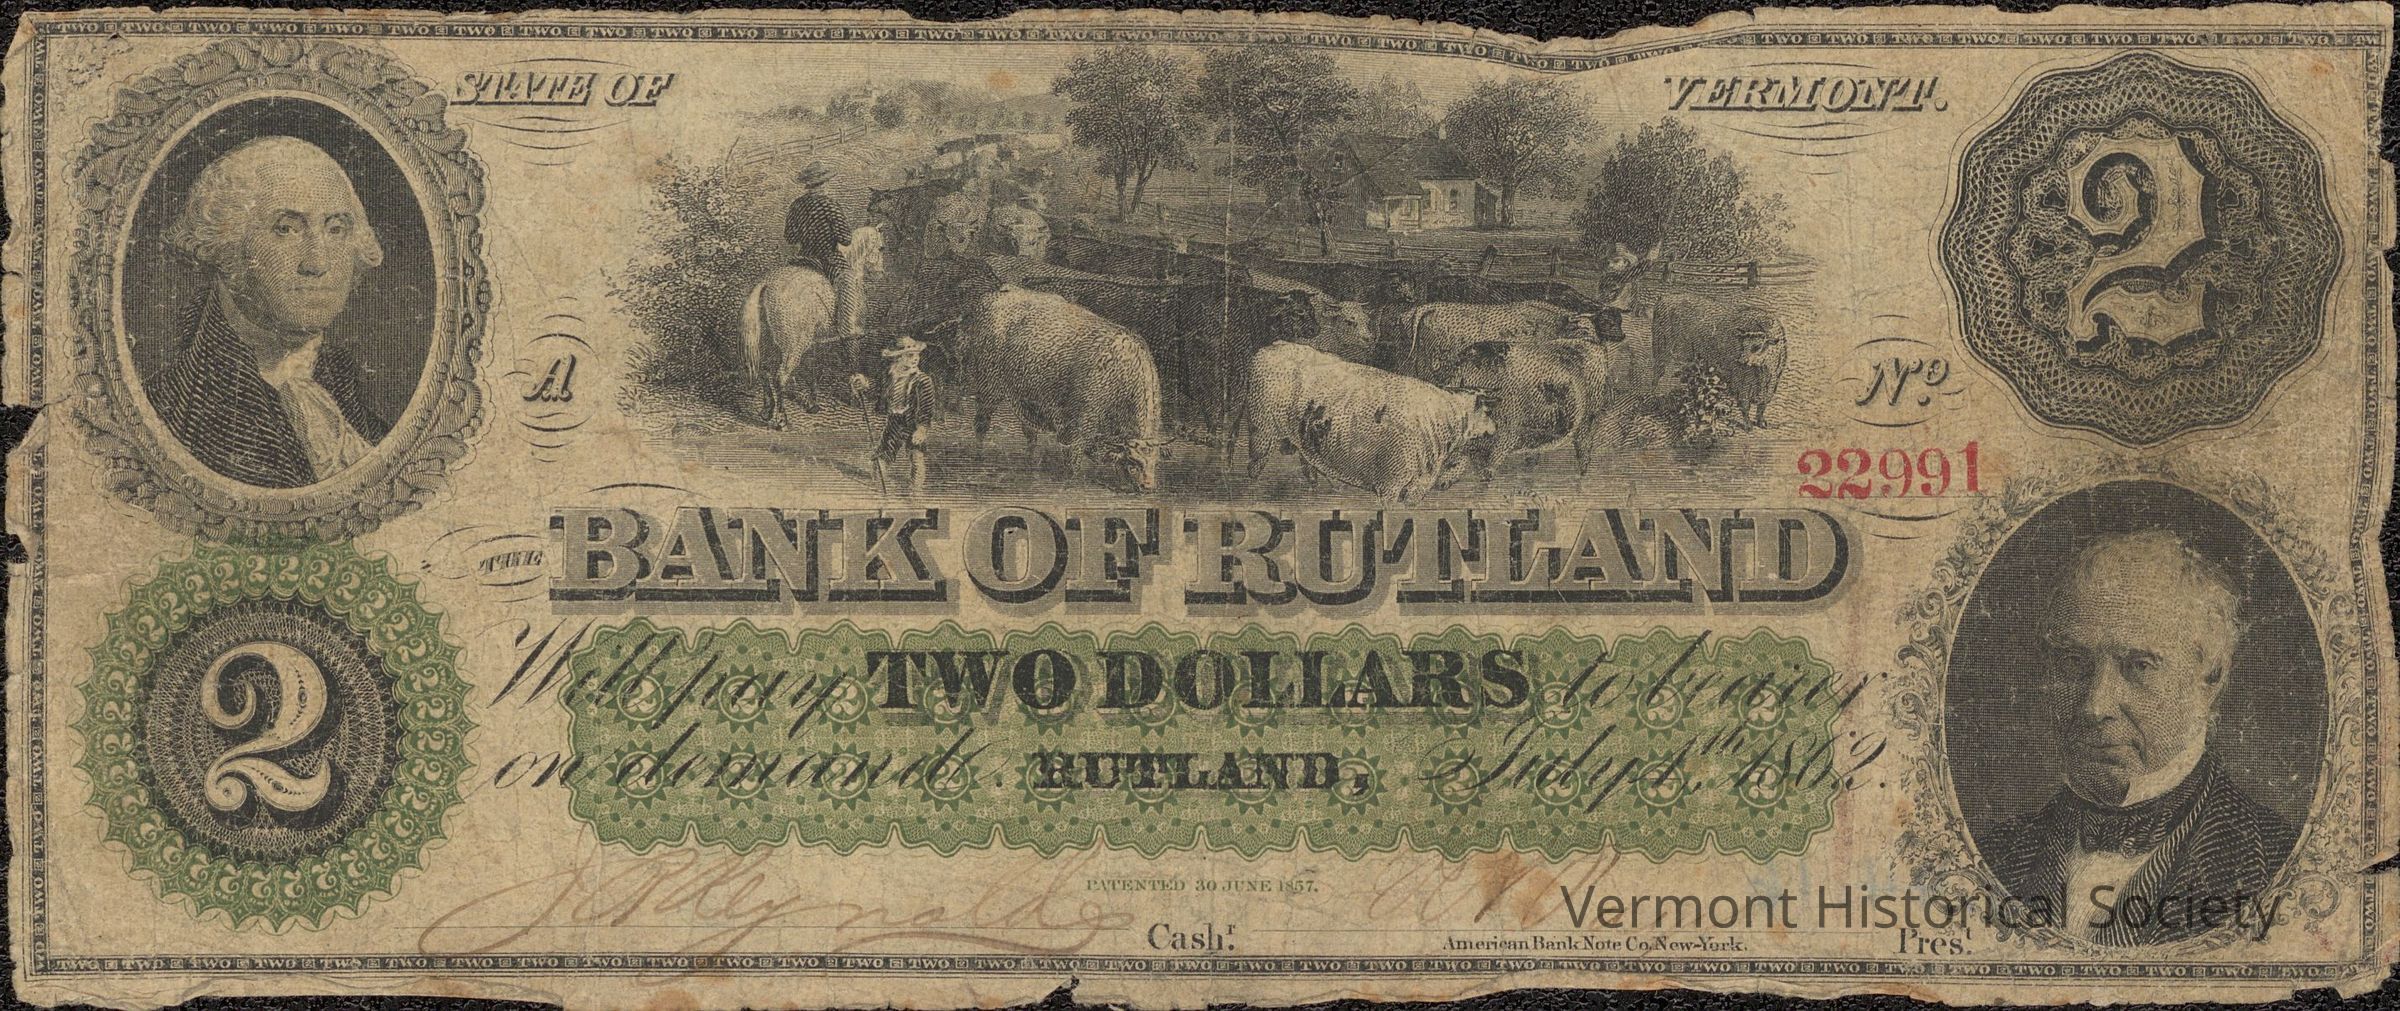 STATE OF VERMONT.
2
A
Nº.
22991
THE BANK OF RUTLAND
Will pay TWO DOLLARS to bearer
on demand. RUTLAND, July 1st, 1862.
2
PATENTED 30 JUNE 1857.
J. B. Reynolds
Cash.r
American Bank Note Co. New-York.
Pres.t
Vermont Historical Society